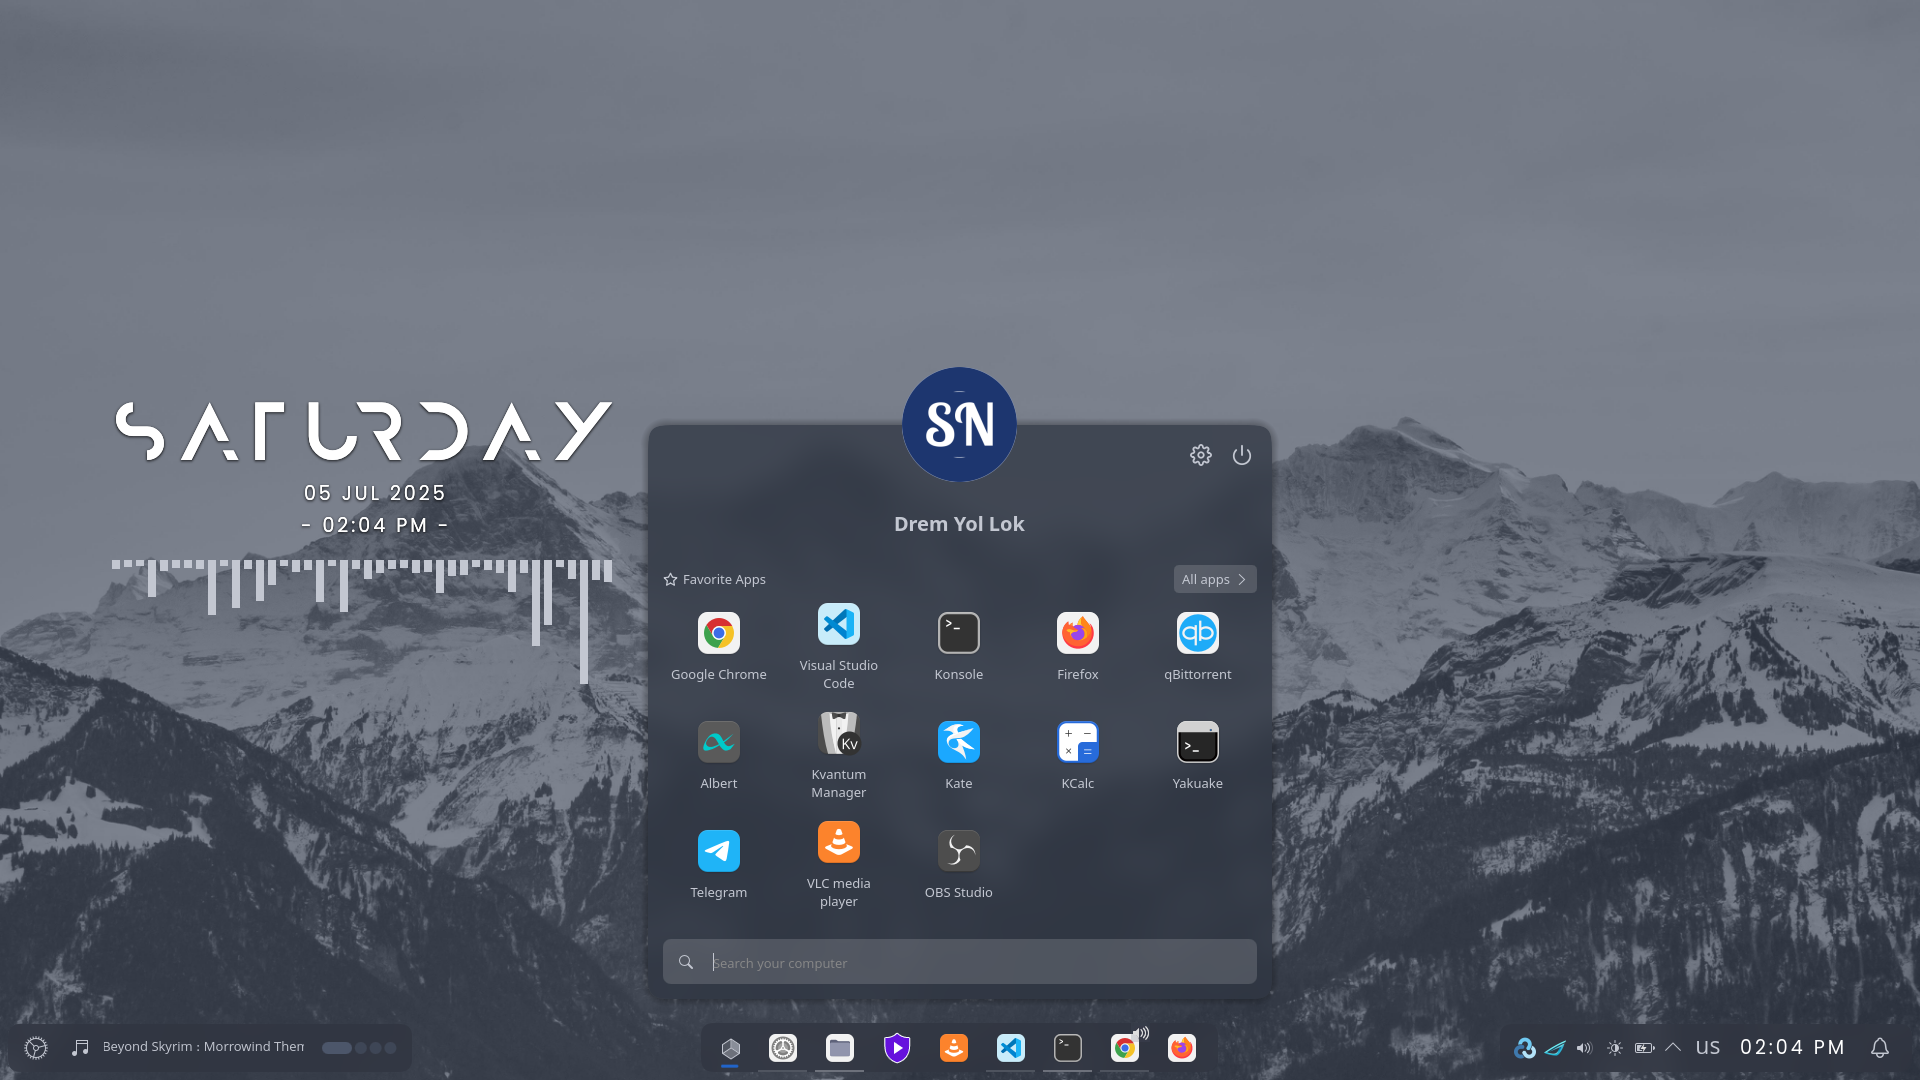 SATURDAY
05 JUL 2025
- 02:04 PM -
SN
Drem Yol Lok
Favorite Apps
All apps
Google Chrome
Visual Studio
Code
Konsole
Firefox
qBittorrent
Albert
Kv
Kvantum
Manager
Kate
KCalc
Yakuake
Telegram
VLC media
player
OBS Studio
Search your computer
Beyond Skyrim : Morrowind Them
US
02:04 PM